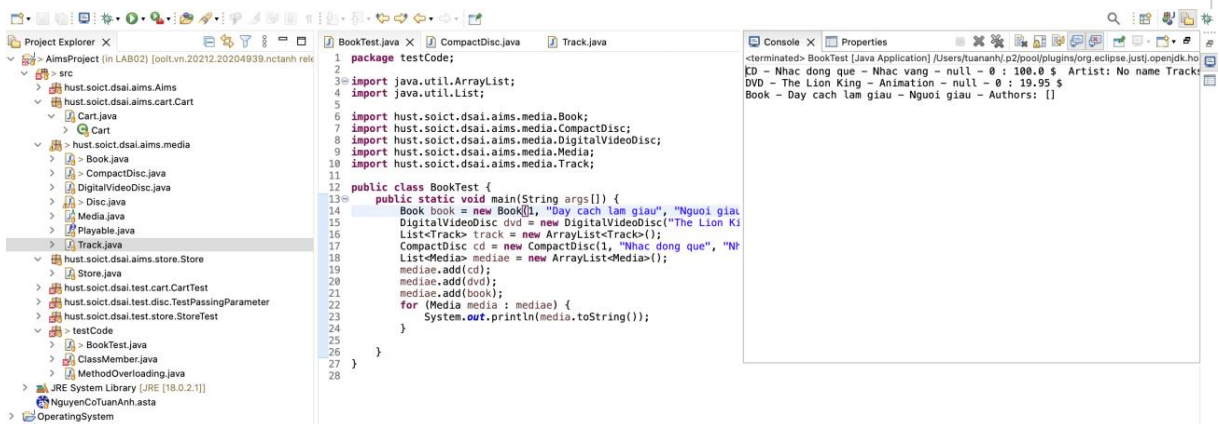 Project Explorer
> AimsProject (in LAB02) [oolt.vn.20212.20204939.nctanh rele
> src
> hust.soict.dsai.aims.Aims
hust.soict.dsai.aims.cart.Cart
Cart.java
> Cart
> hust.soict.dsai.aims.media
> Book.java
> CompactDisc.java
DigitalVideoDisc.java
> Disc.java
Media.java
Playable.java
Track.java
hust.soict.dsai.aims.store.Store
Store.java
hust.soict.dsai.test.cart.CartTest
hust.soict.dsai.test.disc.TestPassingParameter
hust.soict.dsai.test.store.StoreTest
> testCode
> BookTest.java
ClassMember.java
MethodOverloading.java
JRE System Library [JRE [18.0.2.1]]
NguyenCoTuanAnh.asta
OperatingSystem
BookTest.java CompactDisc.java Track.java
1 package testCode;
2
3 import java.util.ArrayList;
4 import java.util.List;
5
6 import hust.soict.dsai.aims.media.Book;
7 import hust.soict.dsai.aims.media.CompactDisc;
8 import hust.soict.dsai.aims.media.DigitalVideoDisc;
9 import hust.soict.dsai.aims.media.Media;
10 import hust.soict.dsai.aims.media.Track;
11
12 public class BookTest {
13 public static void main(String args[]) {
14 Book book = new Book(1, "Day cach lam giau", "Nguoi giau
15 DigitalVideoDisc dvd = new DigitalVideoDisc("The Lion Ki
16 List<Track> track = new ArrayList<Track>();
17 CompactDisc cd = new CompactDisc(1, "Nhac dong que", "Nh
18 List<Media> mediae = new ArrayList<Media>();
19 mediae.add(cd);
20 mediae.add(dvd);
21 mediae.add(book);
22 for (Media media : mediae) {
23 System.out.println(media.toString());
24 }
25
26 }
27 }
28
Console Properties
<terminated> BookTest [Java Application] /Users/tuananh/.p2/pool/plugins/org.eclipse.justj.openjdk.ho
CD - Nhac dong que - Nhac vang - null - 0 : 100.0 $ Artist: No name Tracks
DVD - The Lion King - Animation - null - 0 : 19.95 $
Book - Day cach lam giau - Nguoi giau - Authors: []